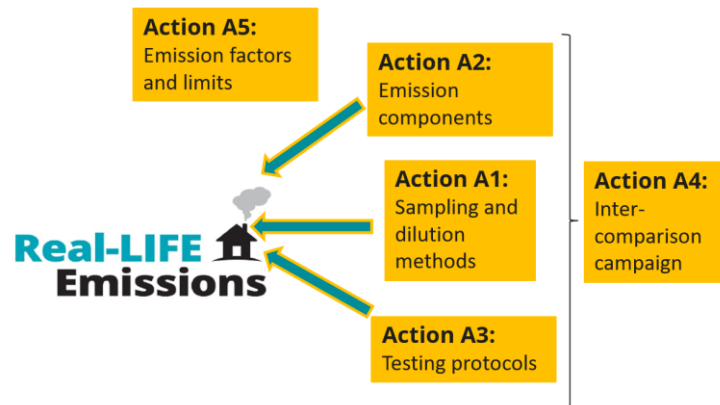 Action A5:
Emission factors
and limits
Action A2:
Emission
components
Action A1:
Sampling and
dilution
methods
Action A4:
Inter-
comparison
campaign
Real-LIFE
Emissions
Action A3:
Testing protocols